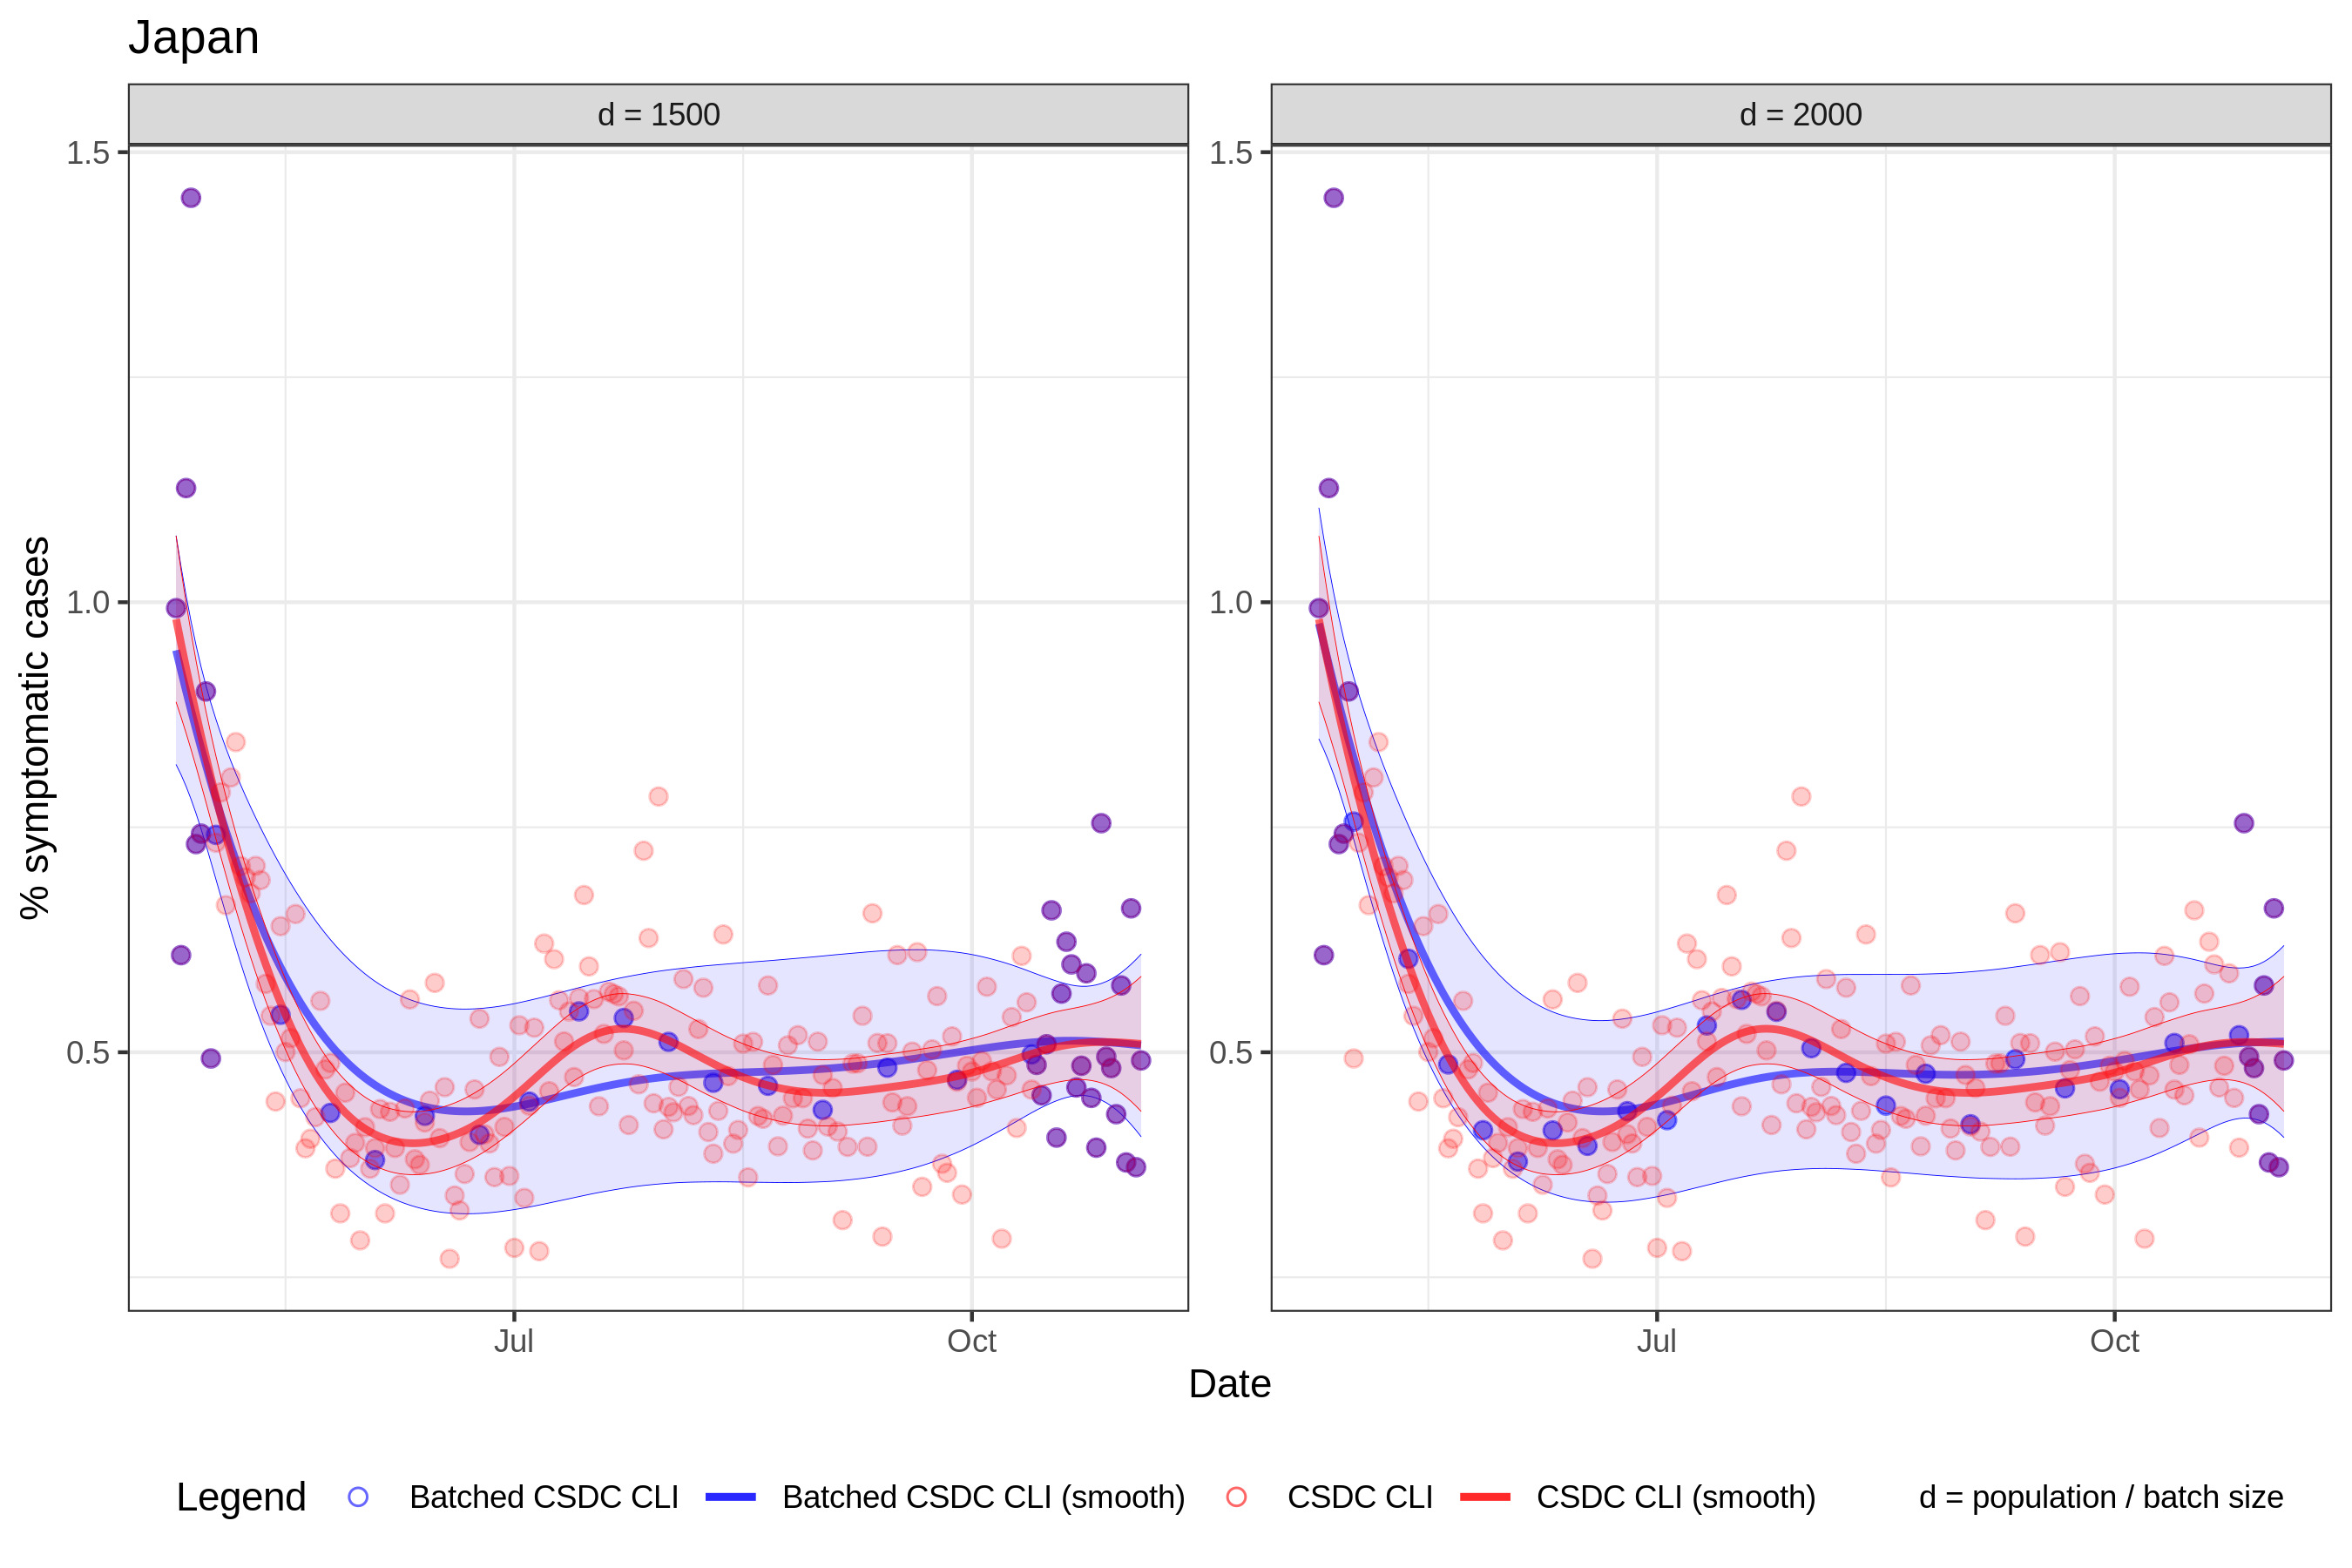 Japan
d = 1500
d = 2000
% symptomatic cases
1.5
1.0
0.5
1.5
1.0
0.5
Jul
Oct
Jul
Oct
Date
Legend Batched CSDC CLI Batched CSDC CLI (smooth) CSDC CLI CSDC CLI (smooth) d = population / batch size